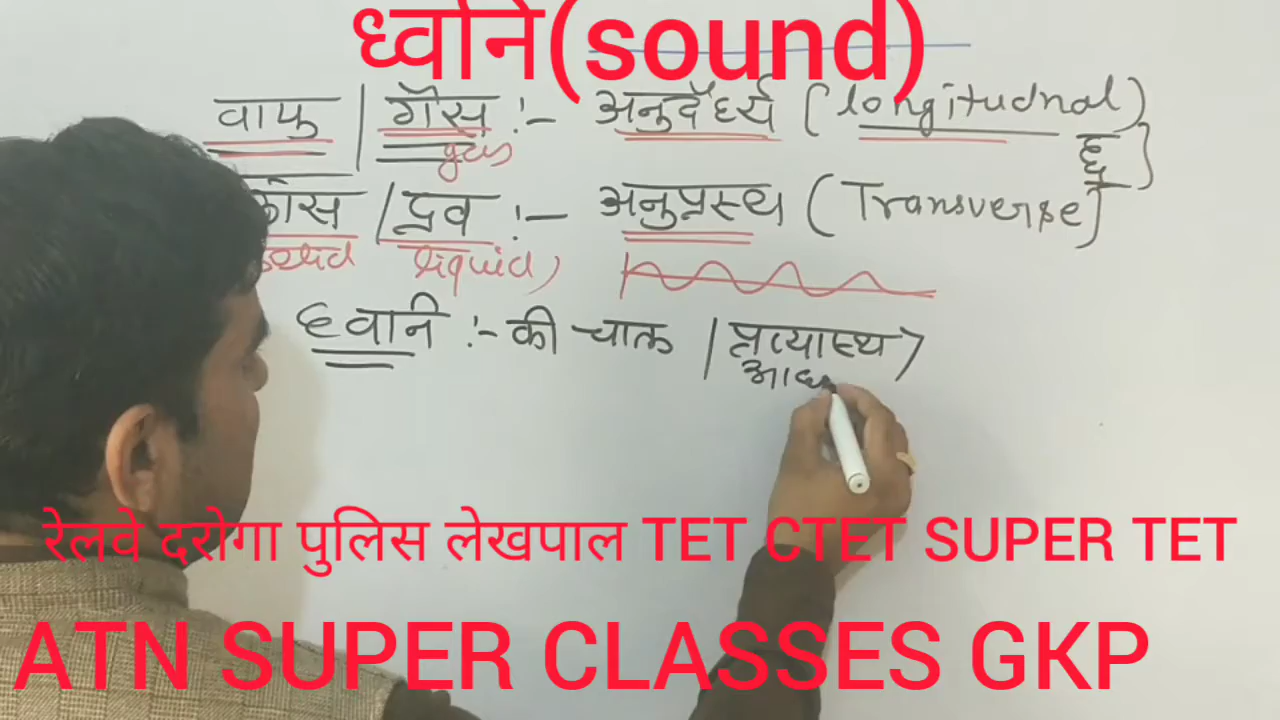 ध्वनि(sound)
वायु | गैस :- अनुदैर्ध्य (longitudnal)
gas
द्रव :- अनुप्रस्थ (Transverse]
liquid)
ध्वनि :- की चाल / प्रत्यास्थ >
रेलवे दरोगा पुलिस लेखपाल TET CTET SUPER TET
ATN SUPER CLASSES GKP